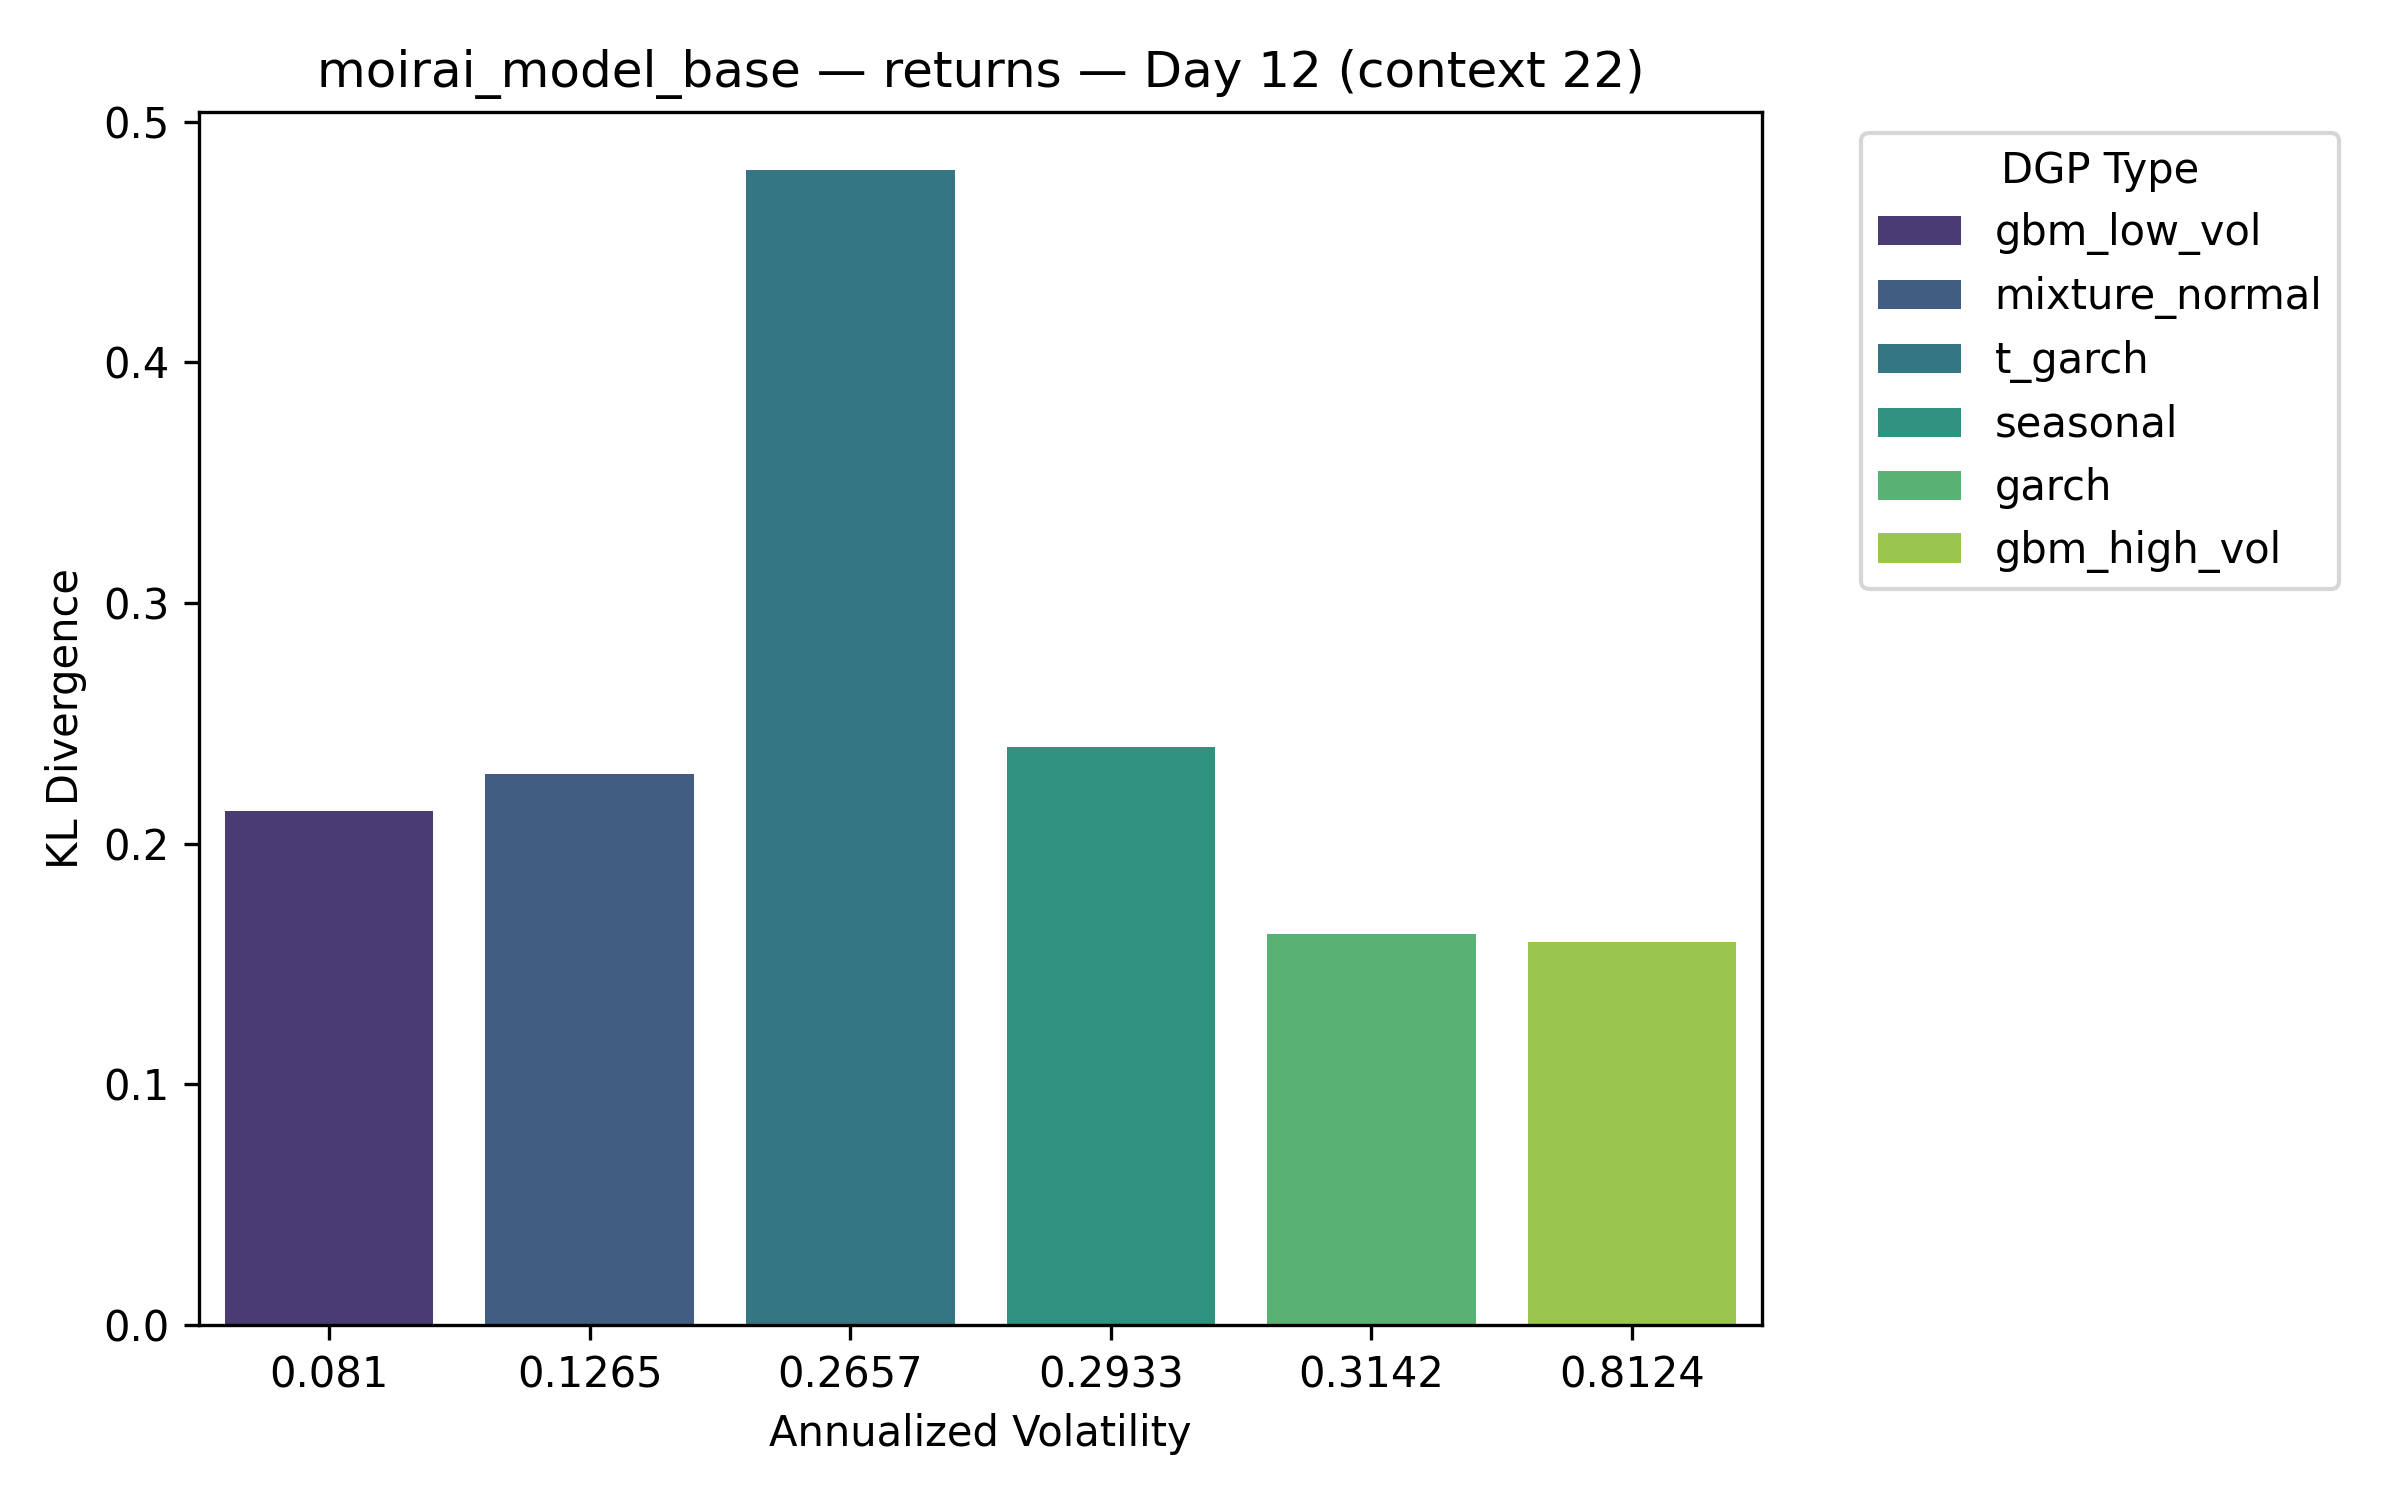 moirai_model_base — returns — Day 12 (context 22)
KL Divergence
0.5
0.4
0.3
0.2
0.1
0.0
0.081 0.1265 0.2657 0.2933 0.3142 0.8124
Annualized Volatility
DGP Type
gbm_low_vol
mixture_normal
t_garch
seasonal
garch
gbm_high_vol